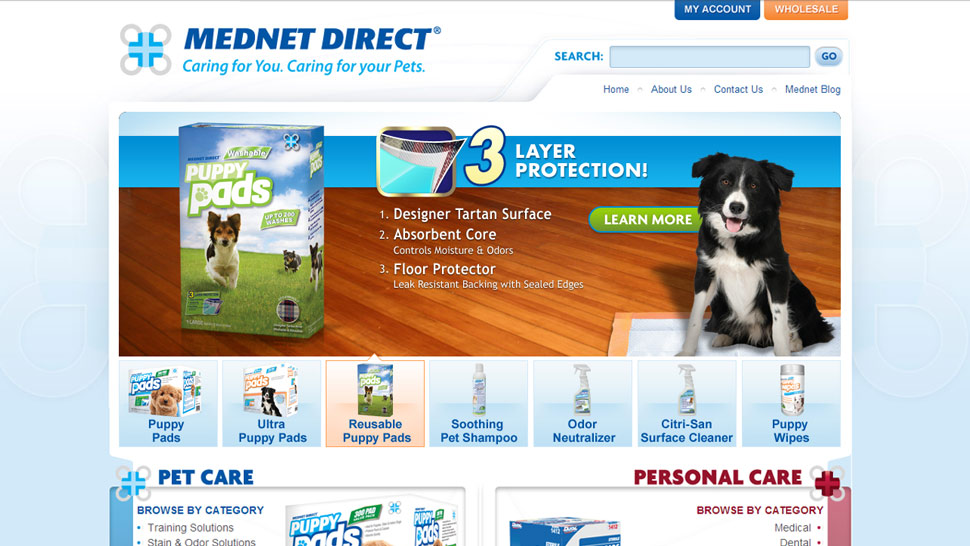 MY ACCOUNT
WHOLESALE
MEDNET DIRECT®
Caring for You. Caring for your Pets.
SEARCH:
GO
Home
About Us
Contact Us
Mednet Blog
MEDNET DIRECT
Washable
PUPPY
pads
UP TO 300
WASHES
3 LAYER
PROTECTION!
1. Designer Tartan Surface
2. Absorbent Core
Controls Moisture & Odors
3. Floor Protector
Leak Resistant Backing with Sealed Edges
LEARN MORE
Puppy
Pads
Ultra
Puppy Pads
Reusable
Puppy Pads
Soothing
Pet Shampoo
Odor
Neutralizer
Citri-San
Surface Cleaner
Puppy
Wipes
PET CARE
BROWSE BY CATEGORY
• Training Solutions
• Stain & Odor Solutions
MEDNET DIRECT
PUPPY
pads
300 PAD
PERSONAL CARE
BROWSE BY CATEGORY
Medical •
Dental •
1412